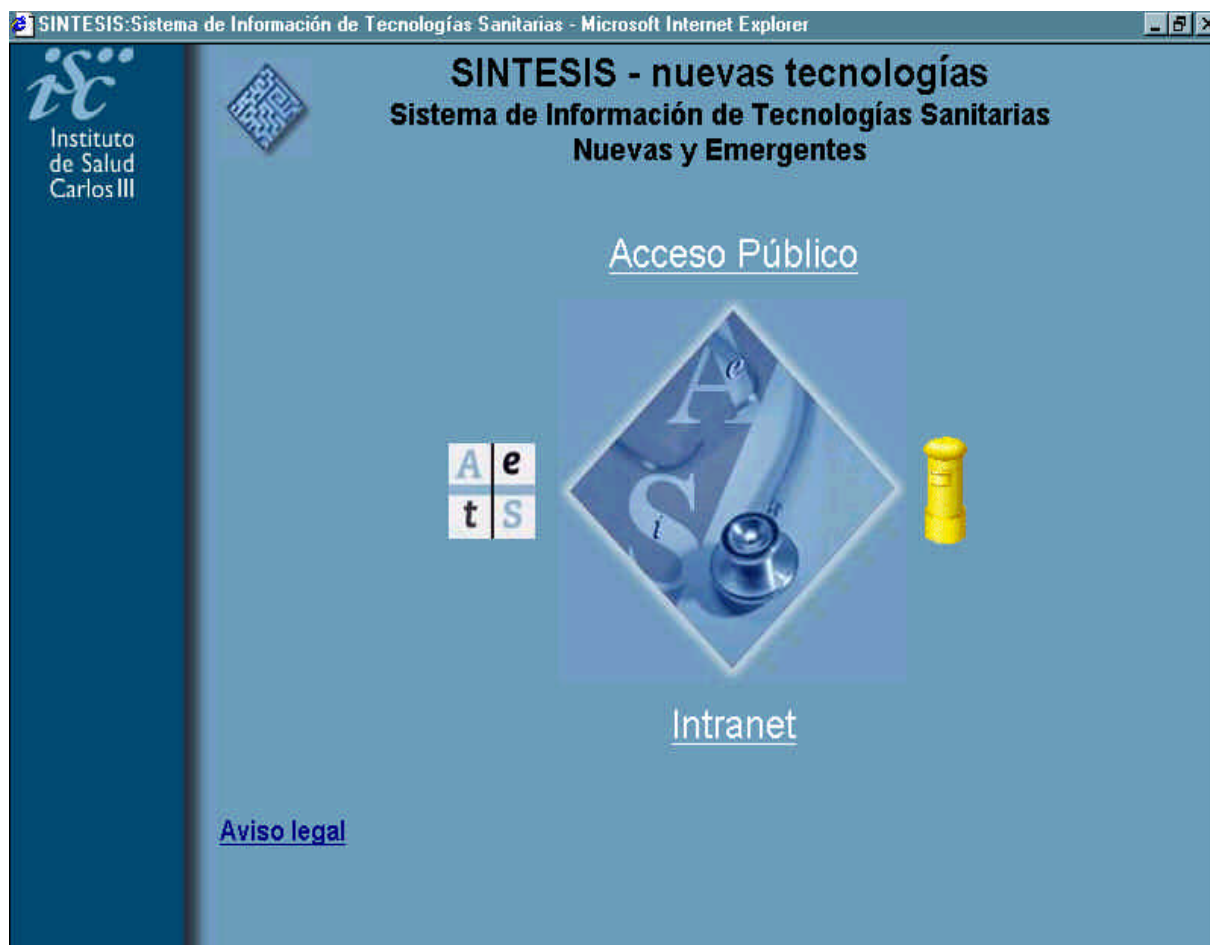 SINTESIS:Sistema de Información de Tecnologías Sanitarias - Microsoft Internet Explorer
isc
Instituto
de Salud
Carlos III
SINTESIS - nuevas tecnologías
Sistema de Información de Tecnologías Sanitarias
Nuevas y Emergentes
Acceso Público
A e
S i
A e
t S
Intranet
Aviso legal